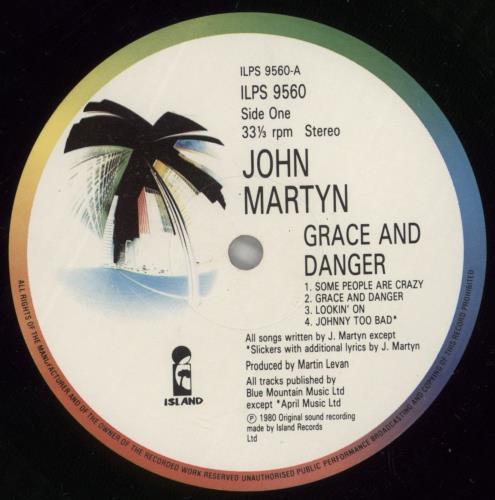 ILPS 9560-A
ILPS 9560
Side One
33⅓ rpm Stereo
JOHN
MARTYN
GRACE AND
DANGER
1. SOME PEOPLE ARE CRAZY
2. GRACE AND DANGER
3. LOOKIN' ON
4. JOHNNY TOO BAD*
All songs written by J. Martyn except
*Slickers with additional lyrics by J. Martyn
Produced by Martin Levan
All tracks published by
Blue Mountain Music Ltd
except *April Music Ltd
Ⓟ 1980 Original sound recording
made by Island Records
Ltd
ISLAND
ALL RIGHTS OF THE MANUFACTURER AND OF THE OWNER OF THE RECORDED WORK RESERVED UNAUTHORISED PUBLIC PERFORMANCE BROADCASTING AND COPYING OF THIS RECORD PROHIBITED